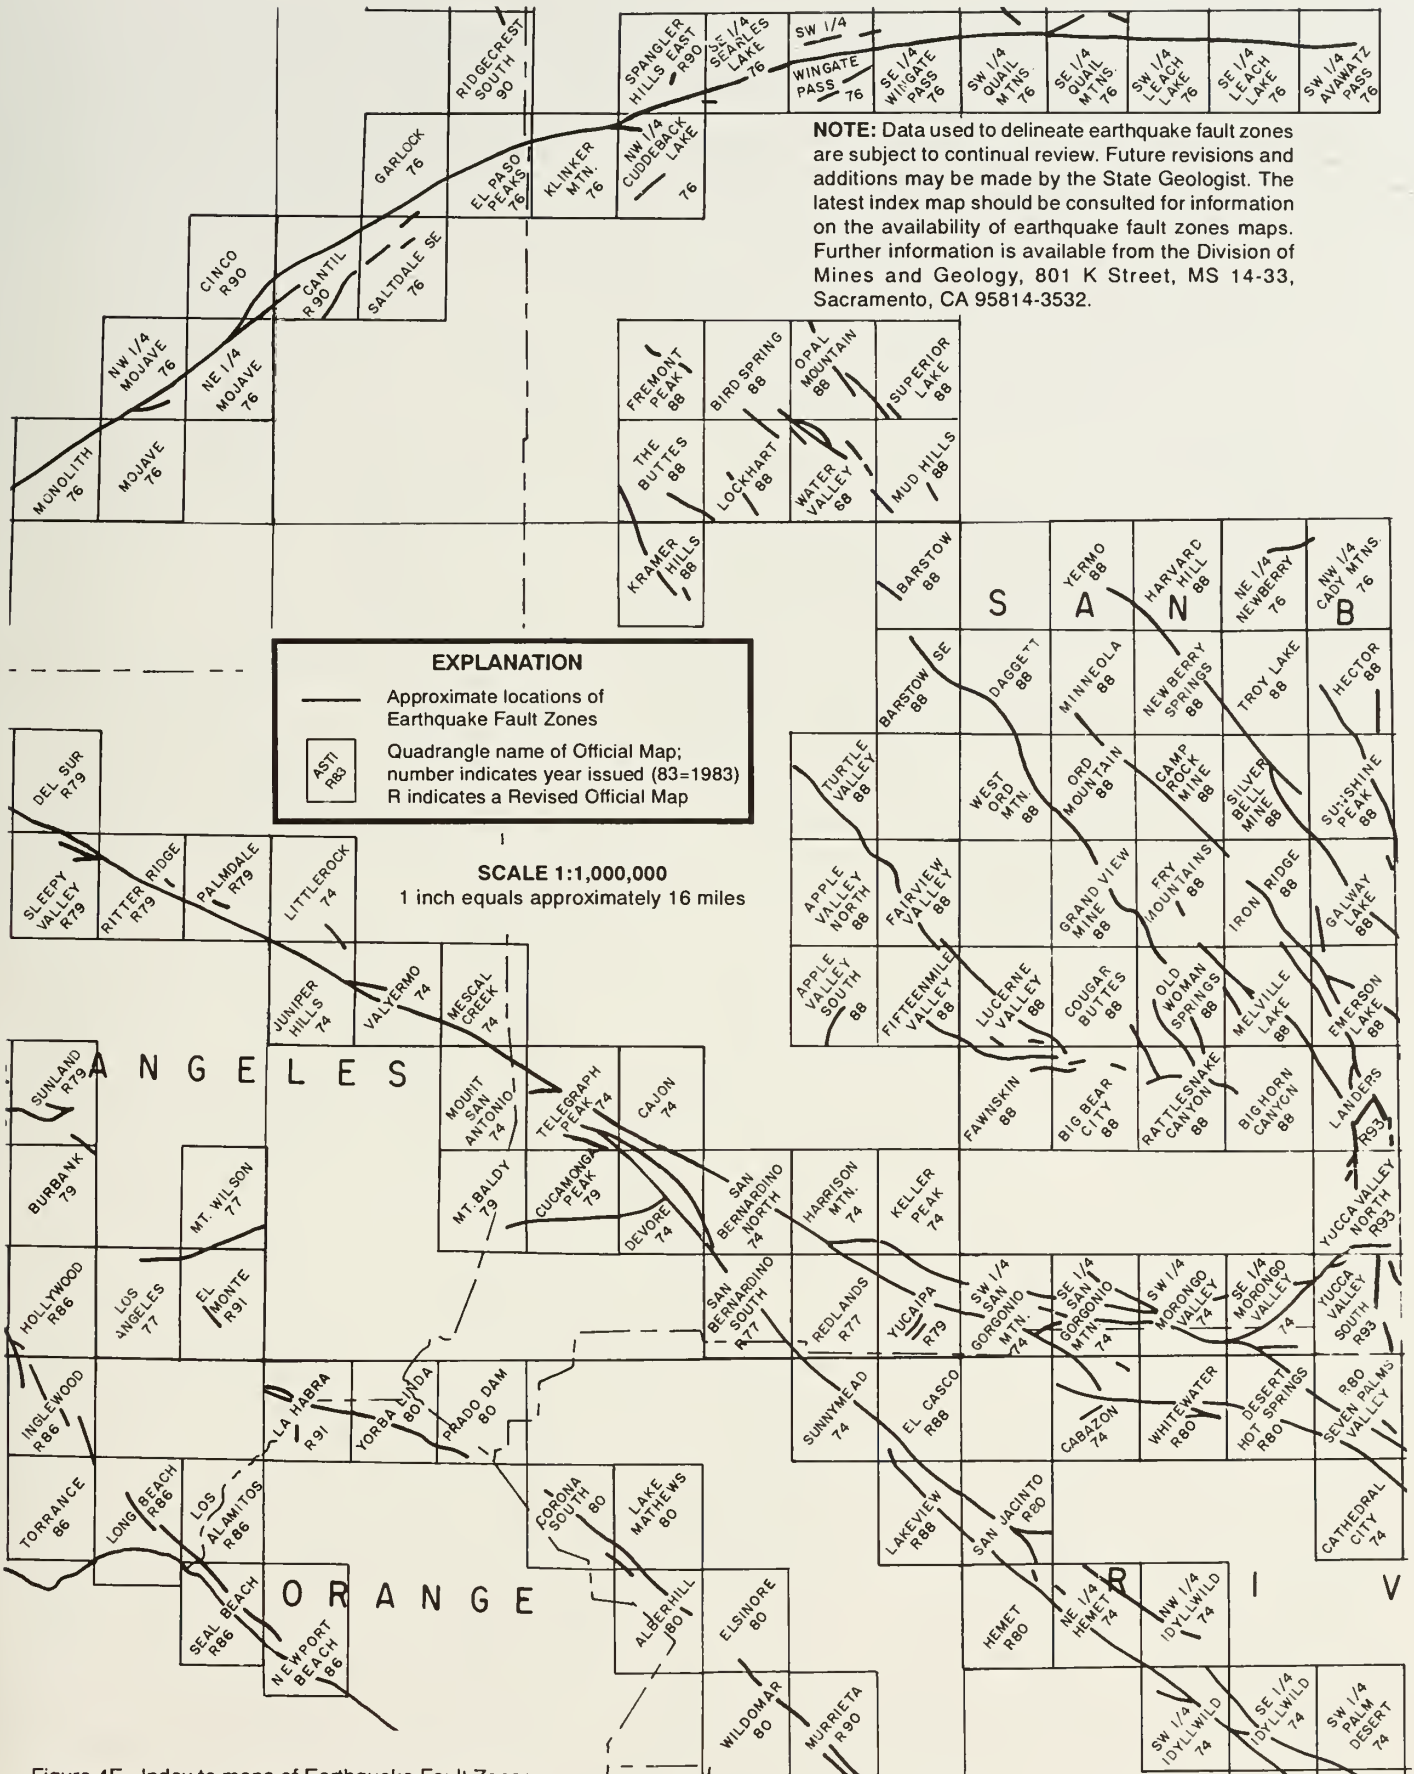 RIDGECREST
SOUTH
90
SPANGLER
HILLS EAST
R90
SE 1/4
SEARLES
LAKE
76
SW 1/4
WINGATE
PASS
76
SE 1/4
WINGATE
PASS
76
SW 1/4
QUAIL
MTNS.
76
SE 1/4
QUAIL
MTNS.
76
SW 1/4
LEACH
LAKE
76
SE 1/4
LEACH
LAKE
76
SW 1/4
AVAWATZ
PASS
76
GARLOCK
76
EL PASO
PEAKS
76
KLINKER
MTN.
76
NW 1/4
CUDDEBACK
LAKE
76
NOTE: Data used to delineate earthquake fault zones
are subject to continual review. Future revisions and
additions may be made by the State Geologist. The
latest index map should be consulted for information
on the availability of earthquake fault zones maps.
Further information is available from the Division of
Mines and Geology, 801 K Street, MS 14-33,
Sacramento, CA 95814-3532.
CINCO
R90
CANTIL
R90
SALTDALE SE
76
NW 1/4
MOJAVE
76
NE 1/4
MOJAVE
76
FREMONT
PEAK
88
BIRD SPRING
88
OPAL
MOUNTAIN
88
SUPERIOR
LAKE
88
MONOLITH
76
MOJAVE
76
THE
BUTTES
88
LOCKHART
88
WATER
VALLEY
88
MUD HILLS
88
KRAMER
HILLS
88
BARSTOW
88
YERMO
88
HARVARD
HILL
88
NE 1/4
NEWBERRY
76
NW 1/4
CADY MTNS.
76
S A N B
EXPLANATION
Approximate locations of
Earthquake Fault Zones
ASTI
R83
Quadrangle name of Official Map;
number indicates year issued (83=1983)
R indicates a Revised Official Map
SCALE 1:1,000,000
1 inch equals approximately 16 miles
BARSTOW SE
88
DAGGETT
88
MINNEOLA
88
NEWBERRY
SPRINGS
88
TROY LAKE
88
HECTOR
88
DEL SUR
R79
TURTLE
VALLEY
88
WEST
ORD
MTN.
88
ORD
MOUNTAIN
88
CAMP
ROCK
MINE
88
SILVER
BELL
MINE
88
SUNSHINE
PEAK
88
SLEEPY
VALLEY
R79
RITTER RIDGE
R79
PALMDALE
R79
LITTLEROCK
74
APPLE
VALLEY
NORTH
88
FAIRVIEW
VALLEY
88
GRAND VIEW
MINE
88
FRY
MOUNTAINS
88
IRON RIDGE
88
GALWAY
LAKE
88
JUNIPER
HILLS
74
VALYERMO
74
MESCAL
CREEK
74
APPLE
VALLEY
SOUTH
88
FIFTEENMILE
VALLEY
88
LUCERNE
VALLEY
88
COUGAR
BUTTES
88
OLD
WOMAN
SPRINGS
88
MELVILLE
LAKE
88
EMERSON
LAKE
88
SUNLAND
R79
A N G E L E S
MOUNT
SAN
ANTONIO
74
TELEGRAPH
PEAK
74
CAJON
74
FAWNSKIN
88
BIG BEAR
CITY
88
RATTLESNAKE
CANYON
88
BIGHORN
CANYON
88
LANDERS
R93
BURBANK
79
MT. WILSON
77
MT. BALDY
79
CUCAMONGA
PEAK
79
DEVORE
74
SAN
BERNARDINO
NORTH
74
HARRISON
MTN.
74
KELLER
PEAK
74
YUCCA VALLEY
NORTH
R93
HOLLYWOOD
R86
LOS
ANGELES
77
EL
MONTE
R91
SAN
BERNARDINO
SOUTH
R77
REDLANDS
R77
YUCAIPA
R79
SW 1/4
SAN
GORGONIO
MTN.
74
SE 1/4
SAN
GORGONIO
MTN.
74
SW 1/4
MORONGO
VALLEY
74
SE 1/4
MORONGO
VALLEY
74
YUCCA
VALLEY
SOUTH
R93
INGLEWOOD
R86
LA HABRA
R91
YORBA LINDA
80
PRADO DAM
80
SUNNYMEAD
74
EL CASCO
R88
CABAZON
74
WHITEWATER
R80
DESERT
HOT SPRINGS
R80
R80
SEVEN PALMS
VALLEY
TORRANCE
86
LONG BEACH
R86
LOS
ALAMITOS
R86
CORONA
SOUTH
80
LAKE
MATHEWS
80
LAKEVIEW
R88
SAN JACINTO
R80
CATHEDRAL
CITY
74
SEAL BEACH
R86
NEWPORT
BEACH
86
O R A N G E
ALBERHILL
80
ELSINORE
80
HEMET
R80
NE 1/4
HEMET
74
NW 1/4
IDYLLWILD
74
R I V
WILDOMAR
80
MURRIETA
R90
SW 1/4
IDYLLWILD
74
SE 1/4
IDYLLWILD
74
SW 1/4
PALM
DESERT
74